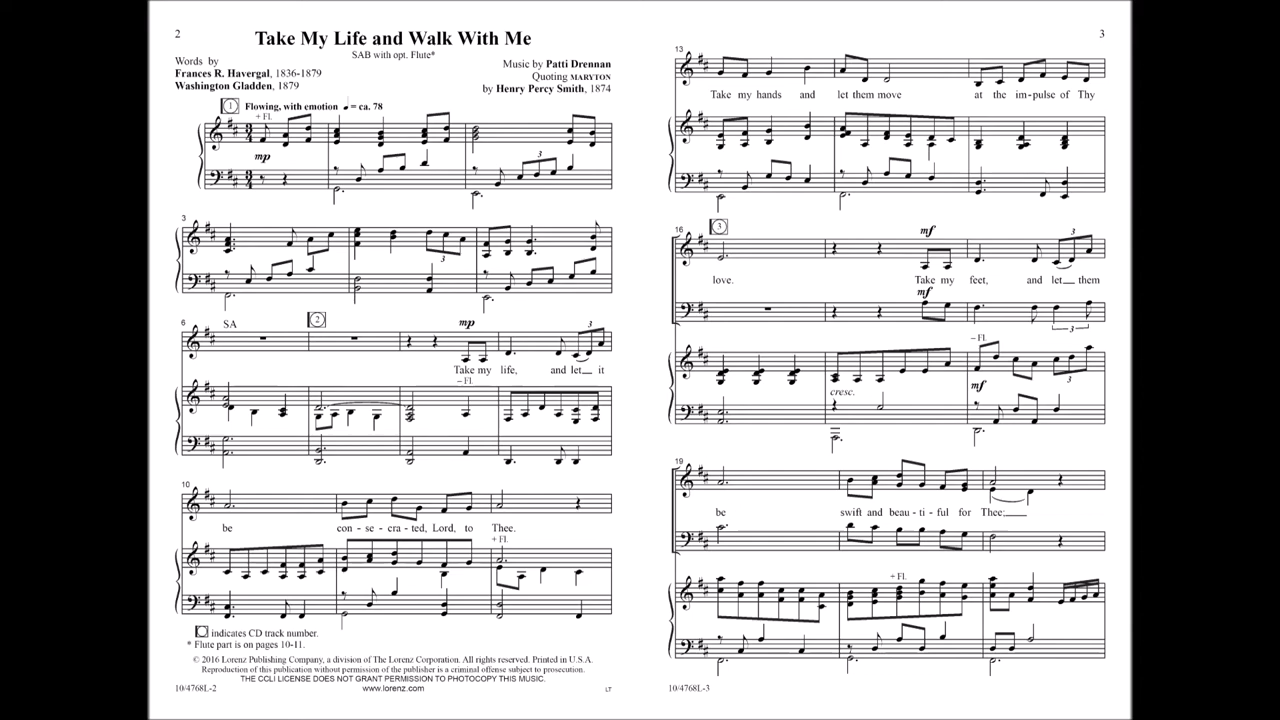 2
Take My Life and Walk With Me
SAB with opt. Flute*
Words by
Frances R. Havergal, 1836-1879
Washington Gladden, 1879
Music by Patti Drennan
Quoting MARYTON
by Henry Percy Smith, 1874
1 Flowing, with emotion ♩ = ca. 78
+ Fl.
mp
3
3
3
6 SA 2 mp
3
Take my life, and let it
– Fl.
10
be con - se - cra - ted, Lord, to Thee.
+ Fl.
indicates CD track number.
* Flute part is on pages 10-11.
© 2016 Lorenz Publishing Company, a division of The Lorenz Corporation. All rights reserved. Printed in U.S.A.
Reproduction of this publication without permission of the publisher is a criminal offense subject to prosecution.
THE CCLI LICENSE DOES NOT GRANT PERMISSION TO PHOTOCOPY THIS MUSIC.
www.lorenz.com
10/4768L-2
LT
3
13
Take my hands and let them move at the im - pulse of Thy
16 3 mf
3
love. Take my feet, and let them
mf
3
– Fl.
cresc.
mf
3
19
be swift and beau - ti - ful for Thee;
+ Fl.
10/4768L-3